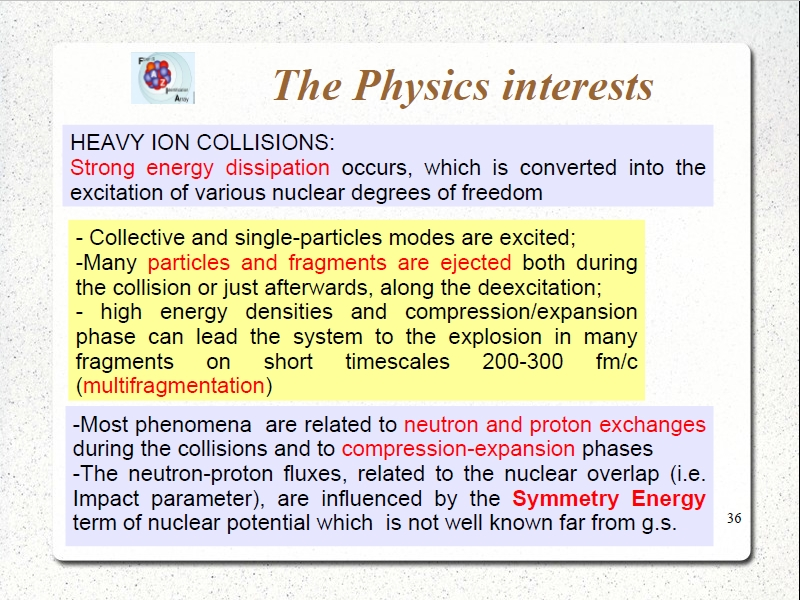 The Physics interests
HEAVY ION COLLISIONS:
Strong energy dissipation occurs, which is converted into the
excitation of various nuclear degrees of freedom
- Collective and single-particles modes are excited;
-Many particles and fragments are ejected both during
the collision or just afterwards, along the deexcitation;
- high energy densities and compression/expansion
phase can lead the system to the explosion in many
fragments on short timescales 200-300 fm/c
(multifragmentation)
-Most phenomena are related to neutron and proton exchanges
during the collisions and to compression-expansion phases
-The neutron-proton fluxes, related to the nuclear overlap (i.e.
Impact parameter), are influenced by the Symmetry Energy
term of nuclear potential which is not well known far from g.s.
36